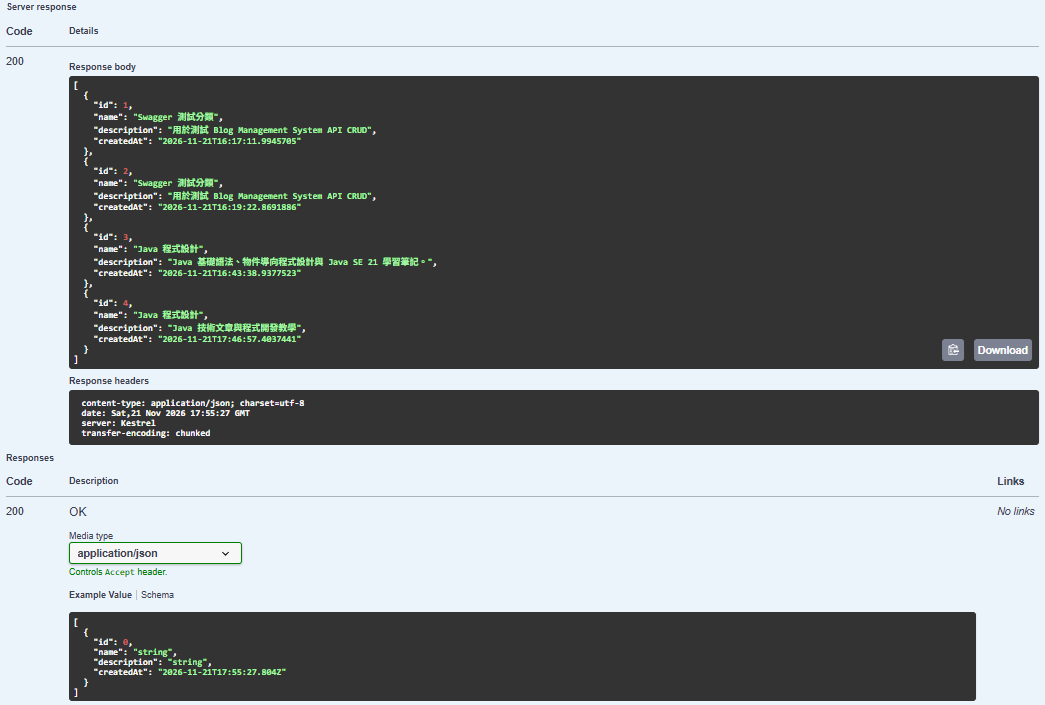 Server response
Code Details
200
Response body
[
  {
    "id": 1,
    "name": "Swagger 測試分類",
    "description": "用於測試 Blog Management System API CRUD",
    "createdAt": "2026-11-21T16:17:11.9945705"
  },
  {
    "id": 2,
    "name": "Swagger 測試分類",
    "description": "用於測試 Blog Management System API CRUD",
    "createdAt": "2026-11-21T16:19:22.8691886"
  },
  {
    "id": 3,
    "name": "Java 程式設計",
    "description": "Java 基礎語法、物件導向程式設計與 Java SE 21 學習筆記。",
    "createdAt": "2026-11-21T16:43:38.9377523"
  },
  {
    "id": 4,
    "name": "Java 程式設計",
    "description": "Java 技術文章與程式開發教學",
    "createdAt": "2026-11-21T17:46:57.4037441"
  }
]
Download
Response headers
content-type: application/json; charset=utf-8
date: Sat,21 Nov 2026 17:55:27 GMT
server: Kestrel
transfer-encoding: chunked
Responses
Code Description Links
200 OK No links
Media type
application/json
Controls Accept header.
Example Value | Schema
[
  {
    "id": 0,
    "name": "string",
    "description": "string",
    "createdAt": "2026-11-21T17:55:27.804Z"
  }
]